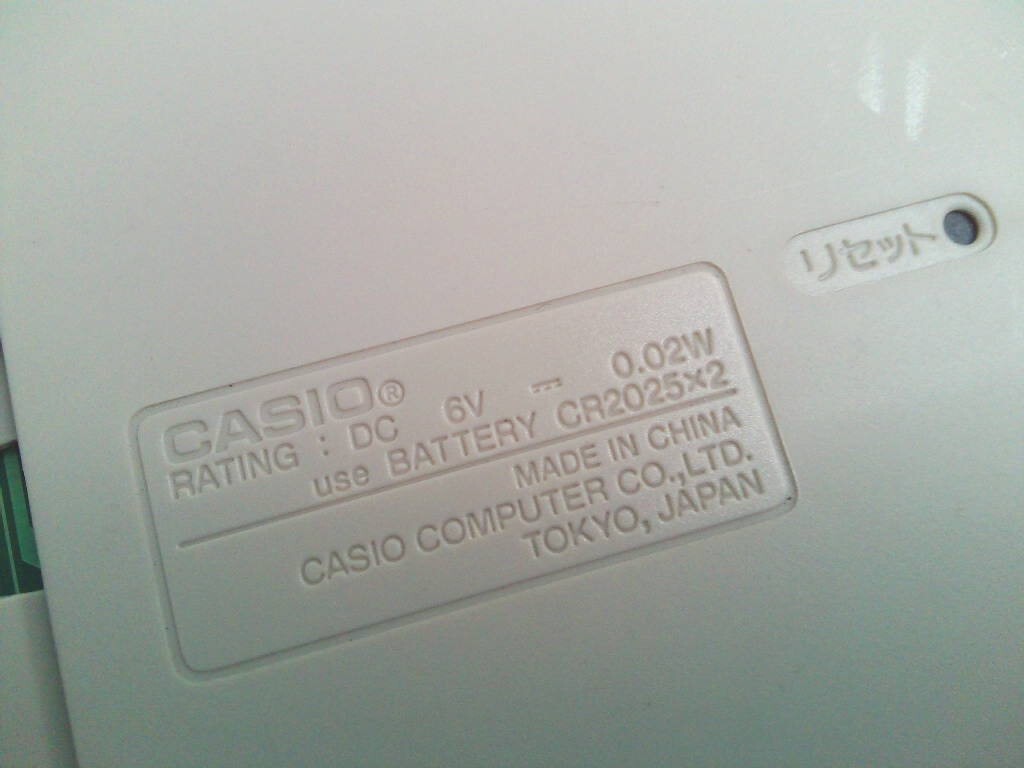 リセット
CASIO®
RATING : DC 6V ⎓ 0.02W
use BATTERY CR2025×2
MADE IN CHINA
CASIO COMPUTER CO.,LTD.
TOKYO, JAPAN